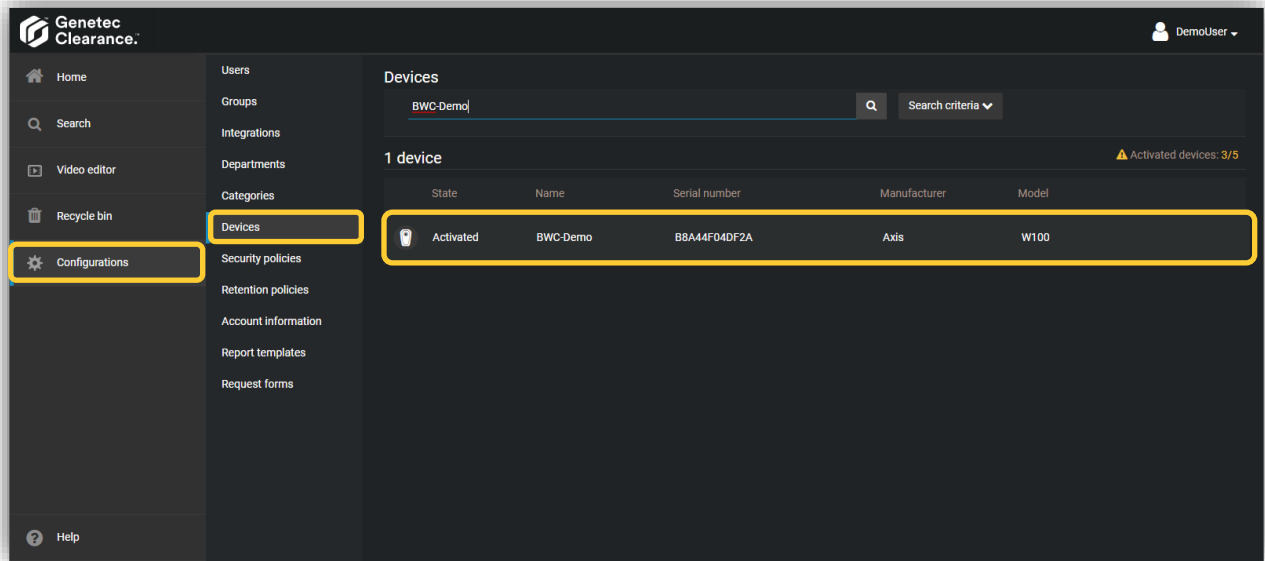 Genetec
Clearance.™
DemoUser
Home
Search
Video editor
Recycle bin
Configurations
Help
Users
Groups
Integrations
Departments
Categories
Devices
Security policies
Retention policies
Account information
Report templates
Request forms
Devices
BWC-Demo
Search criteria
1 device
Activated devices: 3/5
State Name Serial number Manufacturer Model
Activated BWC-Demo B8A44F04DF2A Axis W100